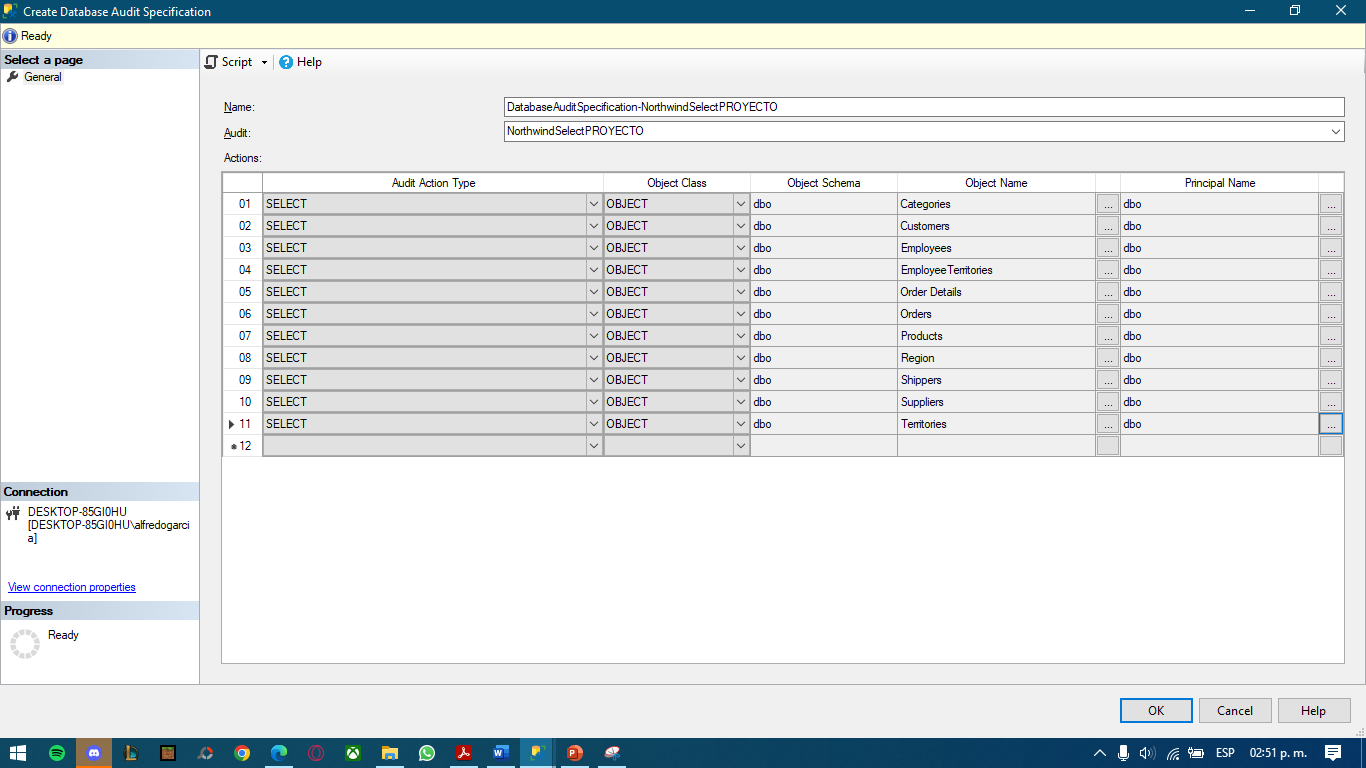 Create Database Audit Specification
Ready
Select a page
General
Script
Help
Name:
DatabaseAuditSpecification-NorthwindSelectPROYECTO
Audit:
NorthwindSelectPROYECTO
Actions:
Audit Action Type Object Class Object Schema Object Name Principal Name
01 SELECT OBJECT dbo Categories ... dbo ...
02 SELECT OBJECT dbo Customers ... dbo ...
03 SELECT OBJECT dbo Employees ... dbo ...
04 SELECT OBJECT dbo EmployeeTerritories ... dbo ...
05 SELECT OBJECT dbo Order Details ... dbo ...
06 SELECT OBJECT dbo Orders ... dbo ...
07 SELECT OBJECT dbo Products ... dbo ...
08 SELECT OBJECT dbo Region ... dbo ...
09 SELECT OBJECT dbo Shippers ... dbo ...
10 SELECT OBJECT dbo Suppliers ... dbo ...
11 SELECT OBJECT dbo Territories ... dbo ...
12
Connection
DESKTOP-85GI0HU
[DESKTOP-85GI0HU\alfredogarci
a]
View connection properties
Progress
Ready
OK Cancel Help
ESP 02:51 p. m.